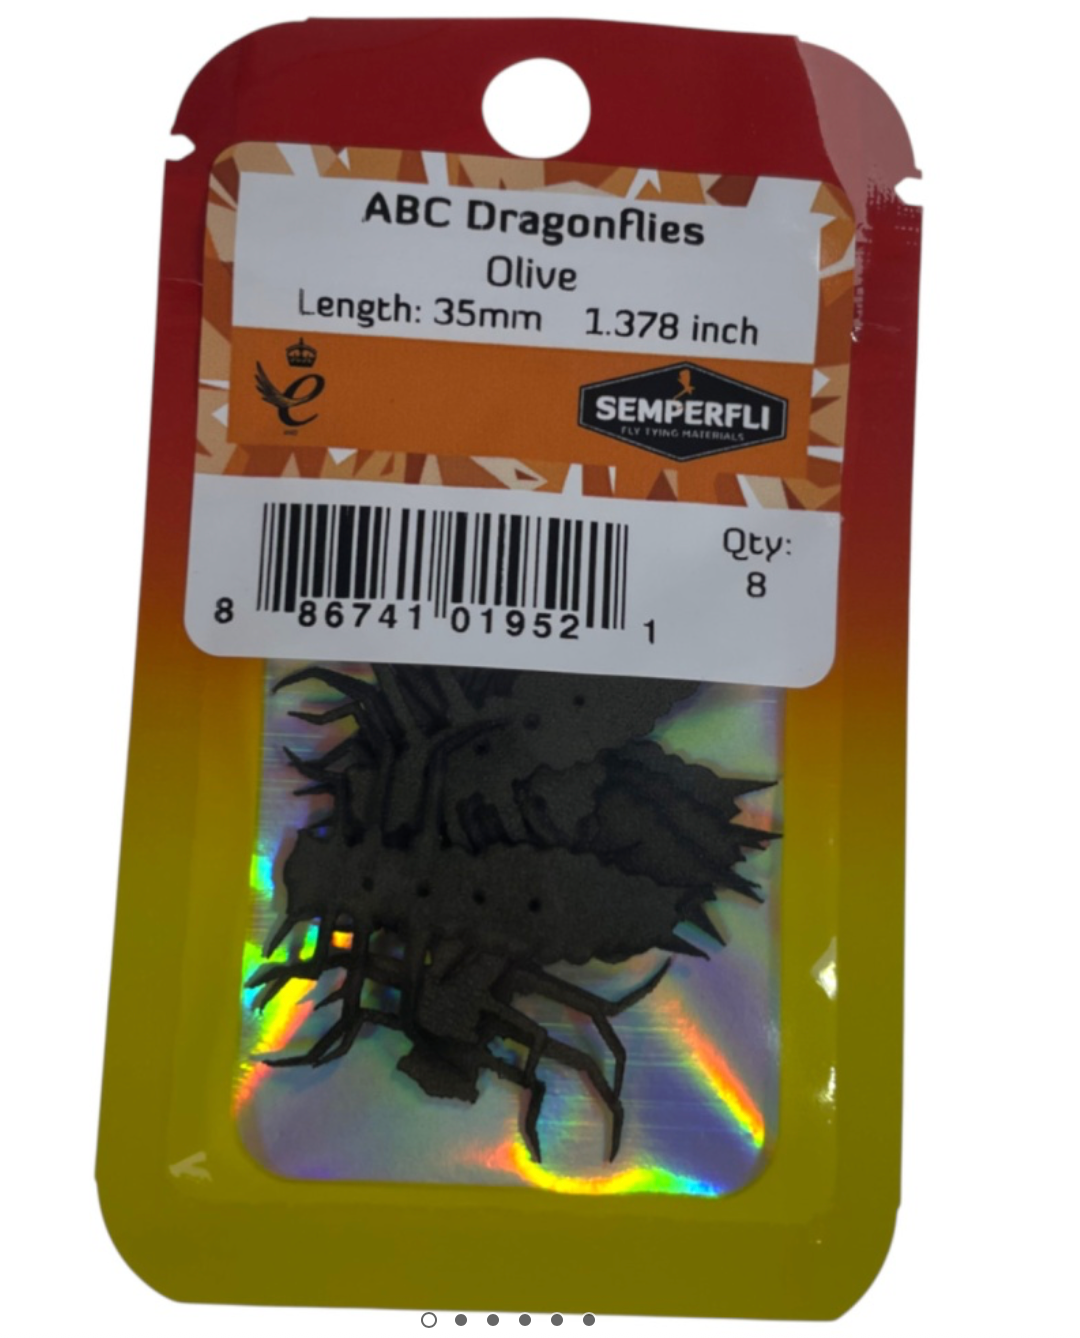 ABC Dragonflies
Olive
Length: 35mm 1.378 inch
e
SEMPERFLI
FLY TYING MATERIALS
Qty:
8
8 86741 01952 1